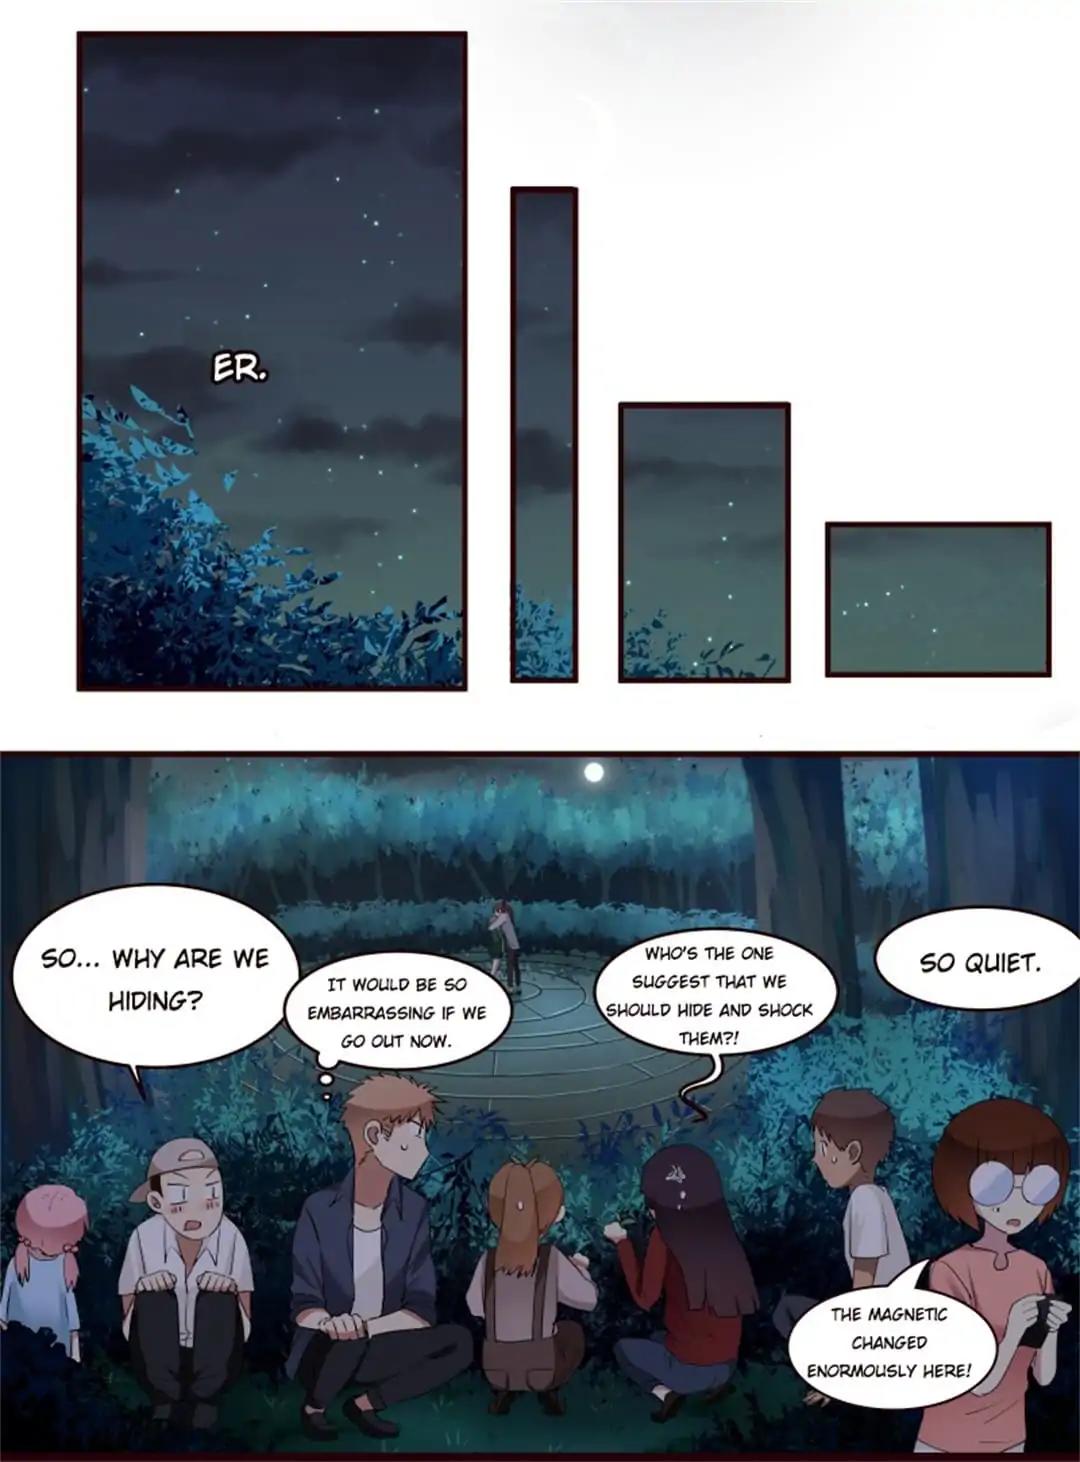 ER.
SO... WHY ARE WE
HIDING?
IT WOULD BE SO
EMBARRASSING IF WE
GO OUT NOW.
WHO'S THE ONE
SUGGEST THAT WE
SHOULD HIDE AND SHOCK
THEM?!
SO QUIET.
THE MAGNETIC
CHANGED
ENORMOUSLY HERE!